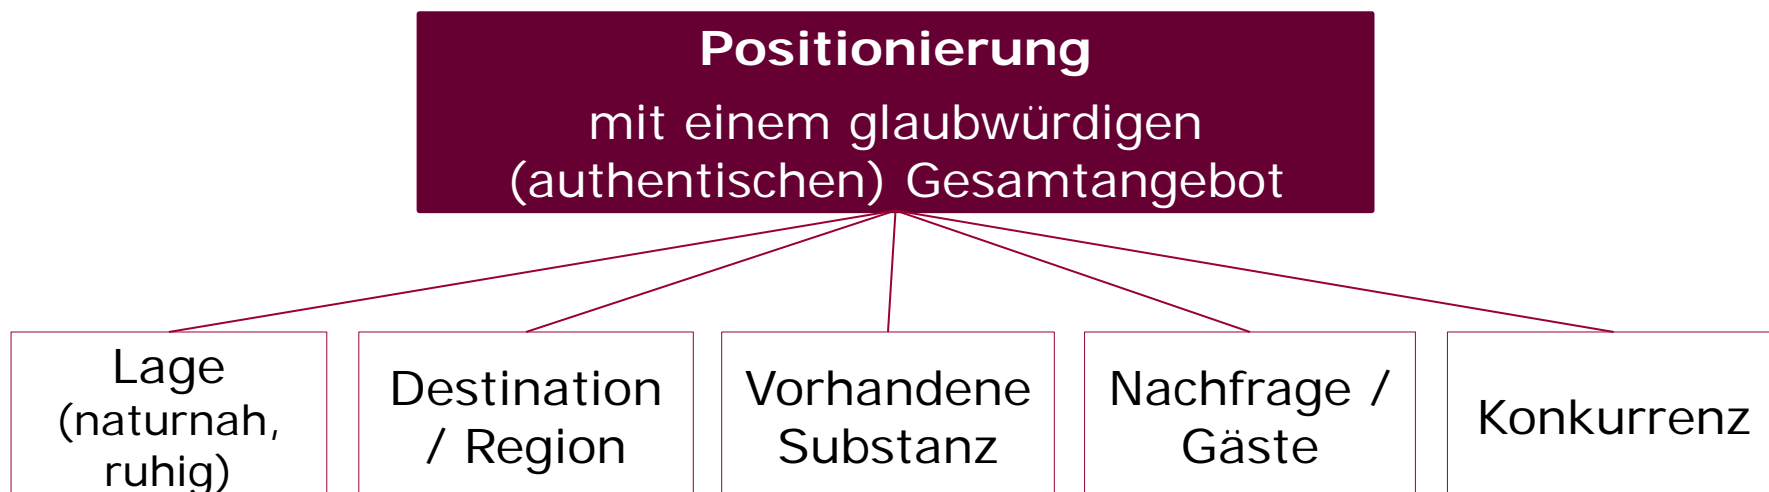 Positionierung
mit einem glaubwürdigen
(authentischen) Gesamtangebot
Lage
(naturnah,
ruhig)
Destination
/ Region
Vorhandene
Substanz
Nachfrage /
Gäste
Konkurrenz